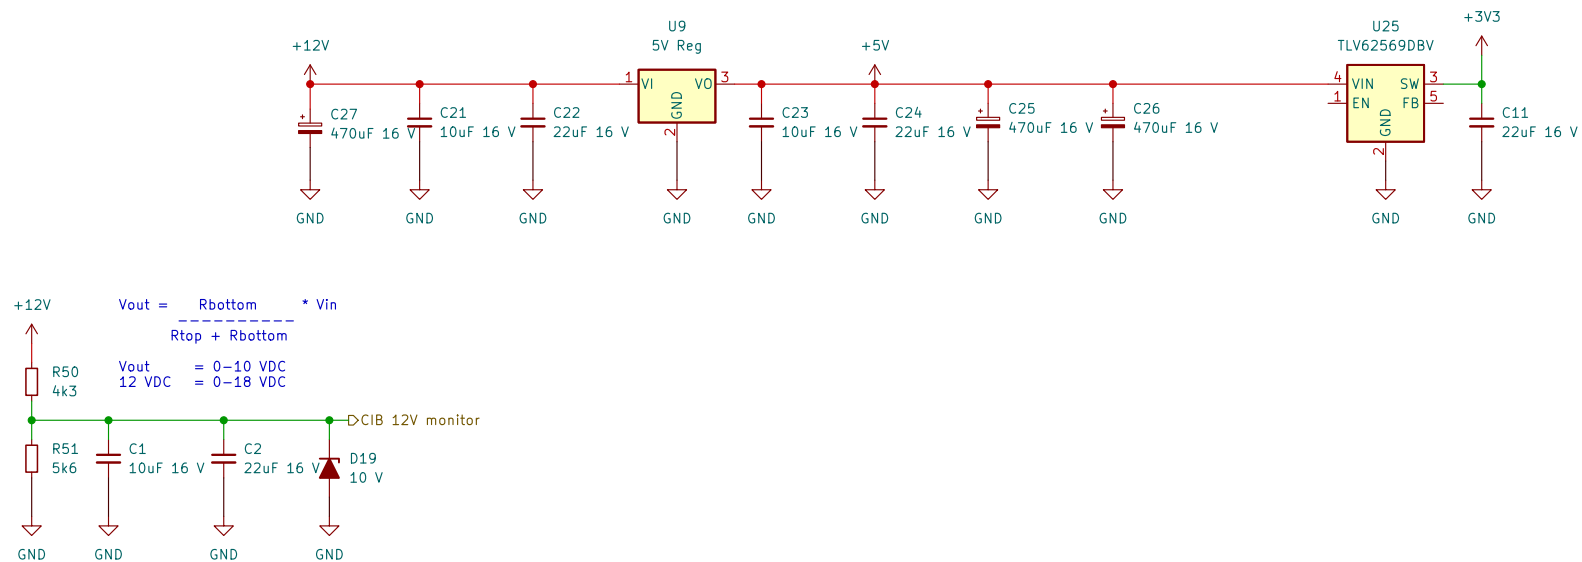 +12V
U9
5V Reg
+5V
U25
TLV62569DBV
+3V3
1
VI
VO
3
GND
2
4
VIN
SW
3
1
EN
FB
5
GND
2
C27
470uF 16 V
C21
10uF 16 V
C22
22uF 16 V
C23
10uF 16 V
C24
22uF 16 V
C25
470uF 16 V
C26
470uF 16 V
C11
22uF 16 V
GND
GND
GND
GND
GND
GND
GND
GND
GND
GND
+12V
Vout = Rbottom * Vin
-----------
Rtop + Rbottom
Vout = 0-10 VDC
12 VDC = 0-18 VDC
R50
4k3
CIB 12V monitor
R51
5k6
C1
10uF 16 V
C2
22uF 16 V
D19
10 V
GND
GND
GND
GND